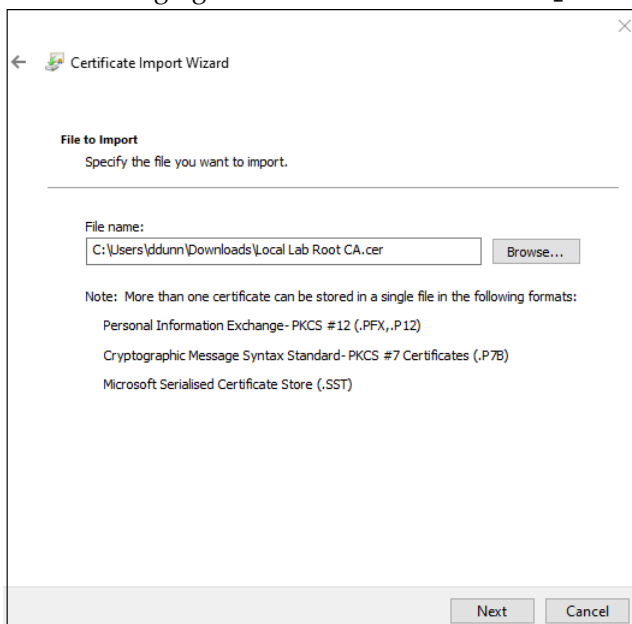 Certificate Import Wizard
File to Import
Specify the file you want to import.
File name:
C:\Users\ddunn\Downloads\Local Lab Root CA.cer
Browse...
Note: More than one certificate can be stored in a single file in the following formats:
Personal Information Exchange- PKCS #12 (.PFX,.P12)
Cryptographic Message Syntax Standard- PKCS #7 Certificates (.P7B)
Microsoft Serialised Certificate Store (.SST)
Next
Cancel